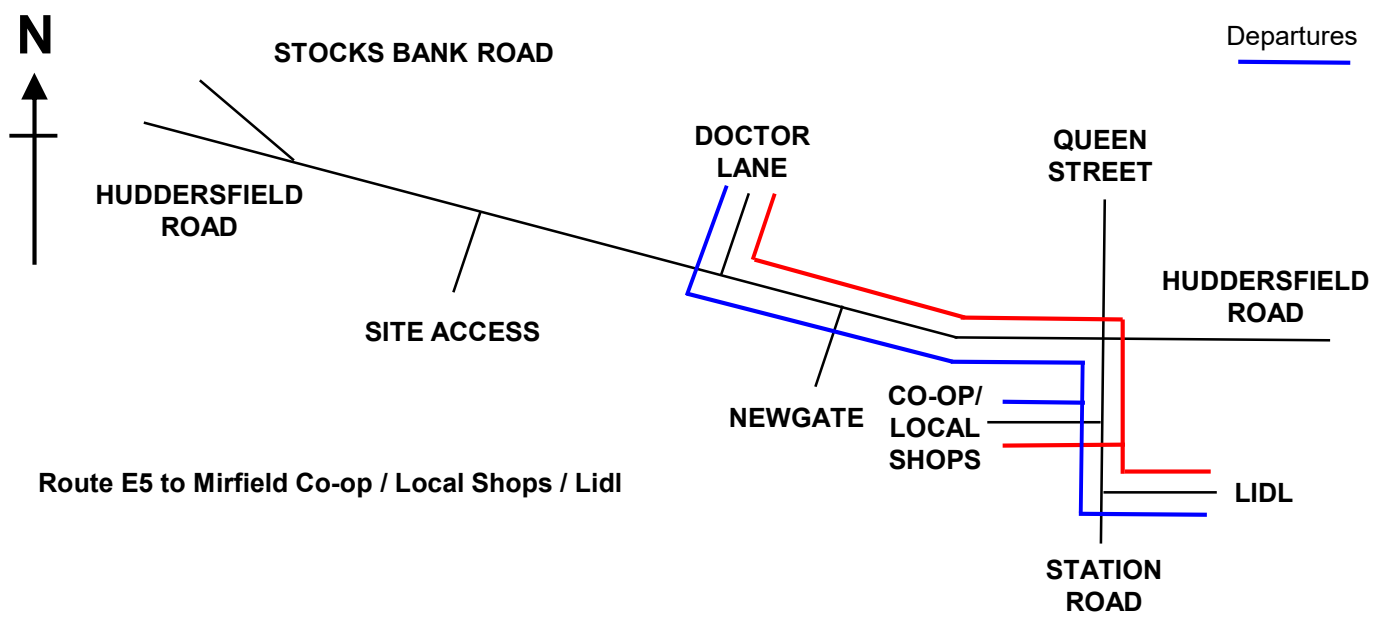 N
STOCKS BANK ROAD
Departures
DOCTOR
LANE
QUEEN
STREET
HUDDERSFIELD
ROAD
HUDDERSFIELD
ROAD
SITE ACCESS
NEWGATE
CO-OP/
LOCAL
SHOPS
Route E5 to Mirfield Co-op / Local Shops / Lidl
LIDL
STATION
ROAD